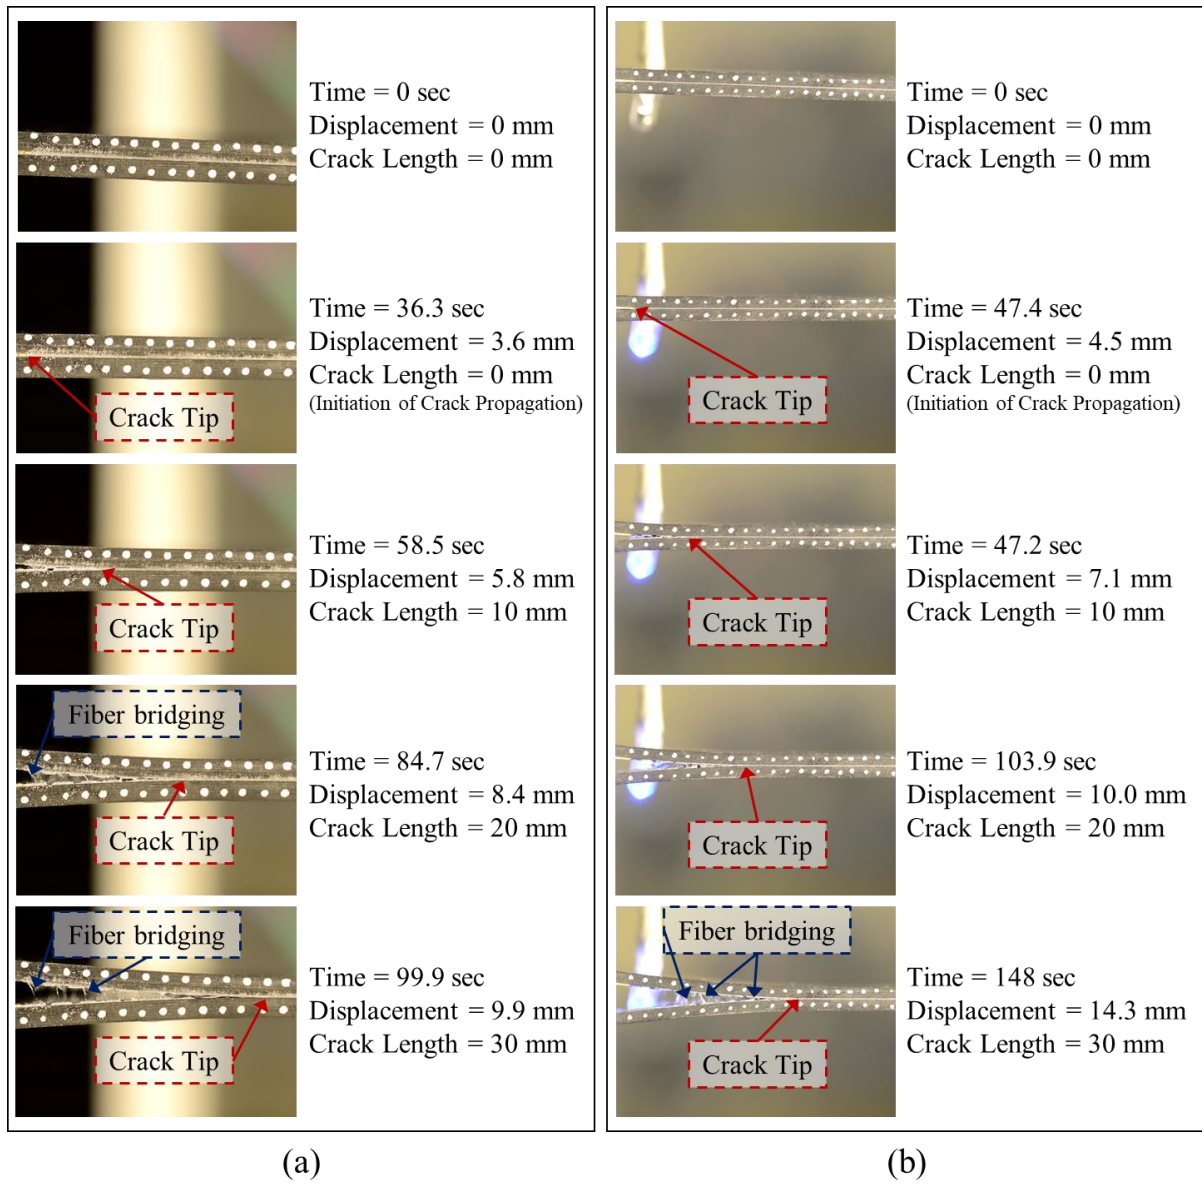 Time = 0 sec
Displacement = 0 mm
Crack Length = 0 mm
Time = 36.3 sec
Displacement = 3.6 mm
Crack Length = 0 mm
(Initiation of Crack Propagation)
Crack Tip
Time = 58.5 sec
Displacement = 5.8 mm
Crack Length = 10 mm
Crack Tip
Fiber bridging
Time = 84.7 sec
Displacement = 8.4 mm
Crack Length = 20 mm
Crack Tip
Fiber bridging
Time = 99.9 sec
Displacement = 9.9 mm
Crack Length = 30 mm
Crack Tip
(a)
Time = 0 sec
Displacement = 0 mm
Crack Length = 0 mm
Time = 47.4 sec
Displacement = 4.5 mm
Crack Length = 0 mm
(Initiation of Crack Propagation)
Crack Tip
Time = 47.2 sec
Displacement = 7.1 mm
Crack Length = 10 mm
Crack Tip
Time = 103.9 sec
Displacement = 10.0 mm
Crack Length = 20 mm
Crack Tip
Fiber bridging
Time = 148 sec
Displacement = 14.3 mm
Crack Length = 30 mm
Crack Tip
(b)